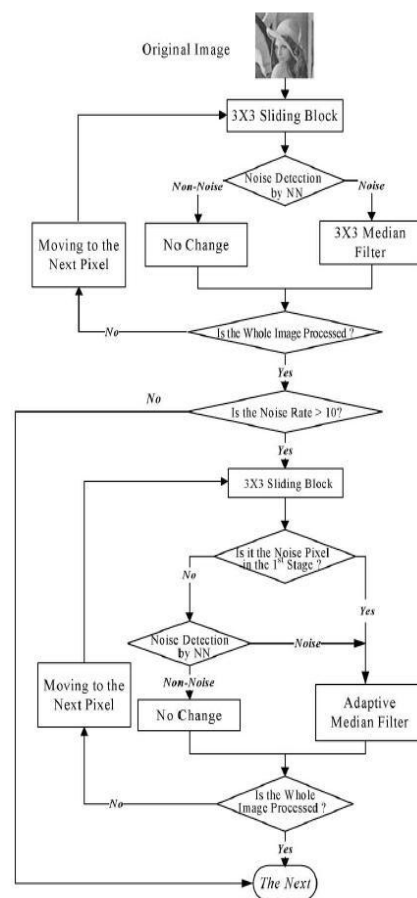 Original Image
3X3 Sliding Block
Noise Detection
by NN
Non-Noise
Noise
Moving to the
Next Pixel
No Change
3X3 Median
Filter
Is the Whole Image Processed ?
No
Yes
No
Is the Noise Rate > 10?
Yes
3X3 Sliding Block
Is it the Noise Pixel
in the 1st Stage ?
No
Yes
Noise Detection
by NN
Noise
Non-Noise
Moving to the
Next Pixel
No Change
Adaptive
Median Filter
Is the Whole
Image Processed ?
No
Yes
The Next